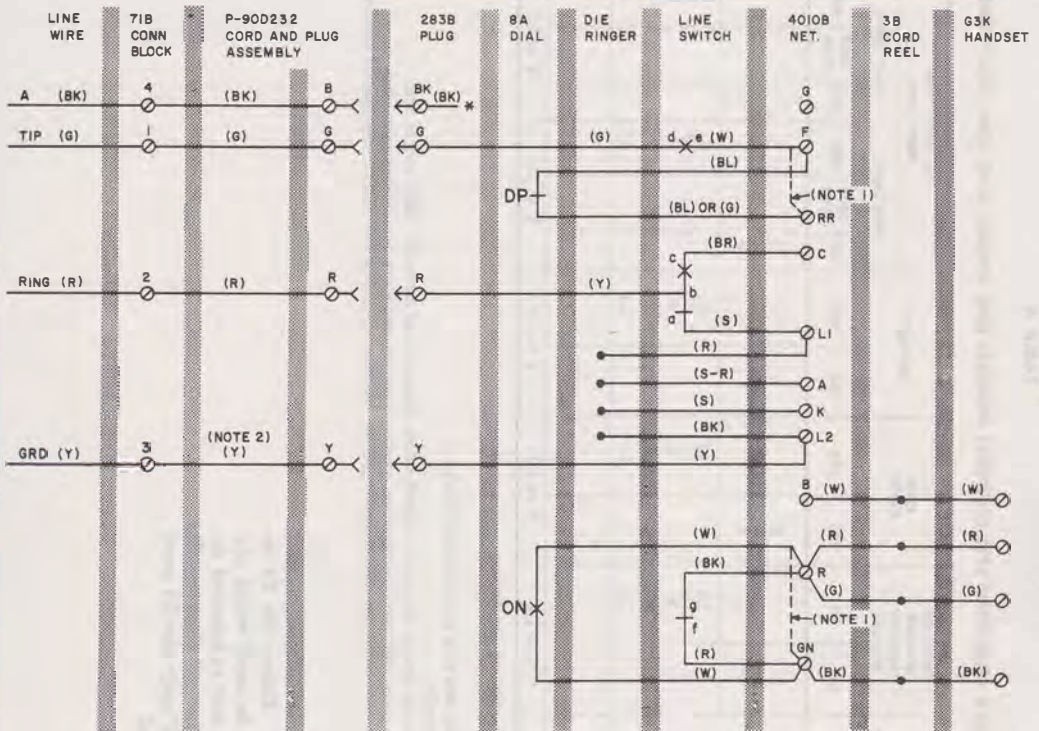 LINE WIRE
71B CONN BLOCK
P-90D232 CORD AND PLUG ASSEMBLY
283B PLUG
8A DIAL
DIE RINGER
LINE SWITCH
4010B NET.
3B CORD REEL
G3K HANDSET
A (BK) 4 (BK) B BK (BK) * G
TIP (G) 1 (G) G G (G) d e (W) F
(BL)
DP (NOTE 1)
(BL) OR (G) RR
(BR) C
c
RING (R) 2 (R) R R (Y) b
a (S) L1
(R)
(S-R) A
(S) K
(BK) L2
(NOTE 2)
GRD (Y) 3 (Y) Y Y (Y)
B (W) (W)
(W) (R) (R)
(BK) R
(G) (G)
ON g f (NOTE 1)
(R) GN
(W) (BK) (BK)